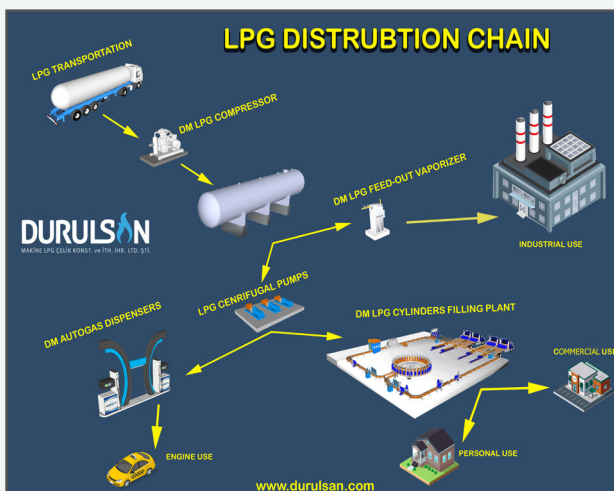 LPG DISTRUBTION CHAIN
LPG TRANSPORTATION
DM LPG COMPRESSOR
DM LPG FEED-OUT VAPORIZER
DURULSAN
MAKİNE LPG ÇELİK KONST. ve İTH. İHR. LTD. ŞTİ.
INDUSTRIAL USE
LPG CENRIFUGAL PUMPS
DM AUTOGAS DISPENSERS
DM LPG CYLINDERS FILLING PLANT
COMMERCIAL USE
ENGINE USE
PERSONAL USE
www.durulsan.com